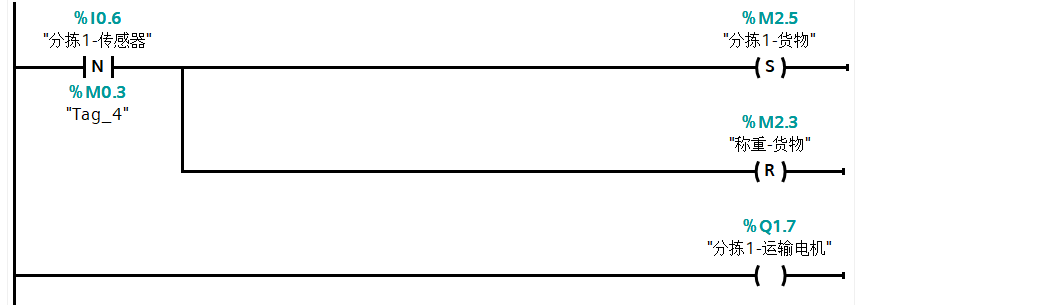 %I0.6
"分拣1-传感器"
N
%M0.3
"Tag_4"
%M2.5
"分拣1-货物"
S
%M2.3
"称重-货物"
R
%Q1.7
"分拣1-运输电机"